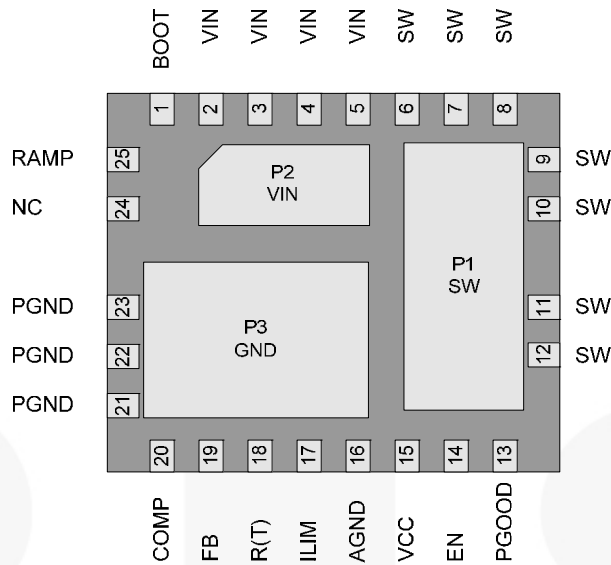 BOOT
VIN
VIN
VIN
VIN
SW
SW
SW
1
2
3
4
5
6
7
8
RAMP
25
P2
VIN
9
SW
NC
24
10
SW
P1
SW
PGND
23
P3
GND
11
SW
PGND
22
12
SW
PGND
21
20
19
18
17
16
15
14
13
COMP
FB
R(T)
ILIM
AGND
VCC
EN
PGOOD